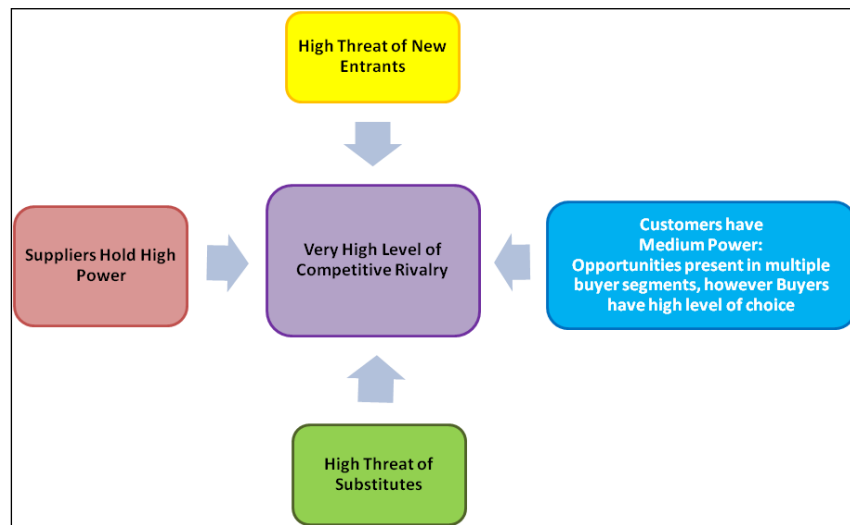 High Threat of New
Entrants
Suppliers Hold High
Power
Very High Level of
Competitive Rivalry
Customers have
Medium Power:
Opportunities present in multiple
buyer segments, however Buyers
have high level of choice
High Threat of
Substitutes